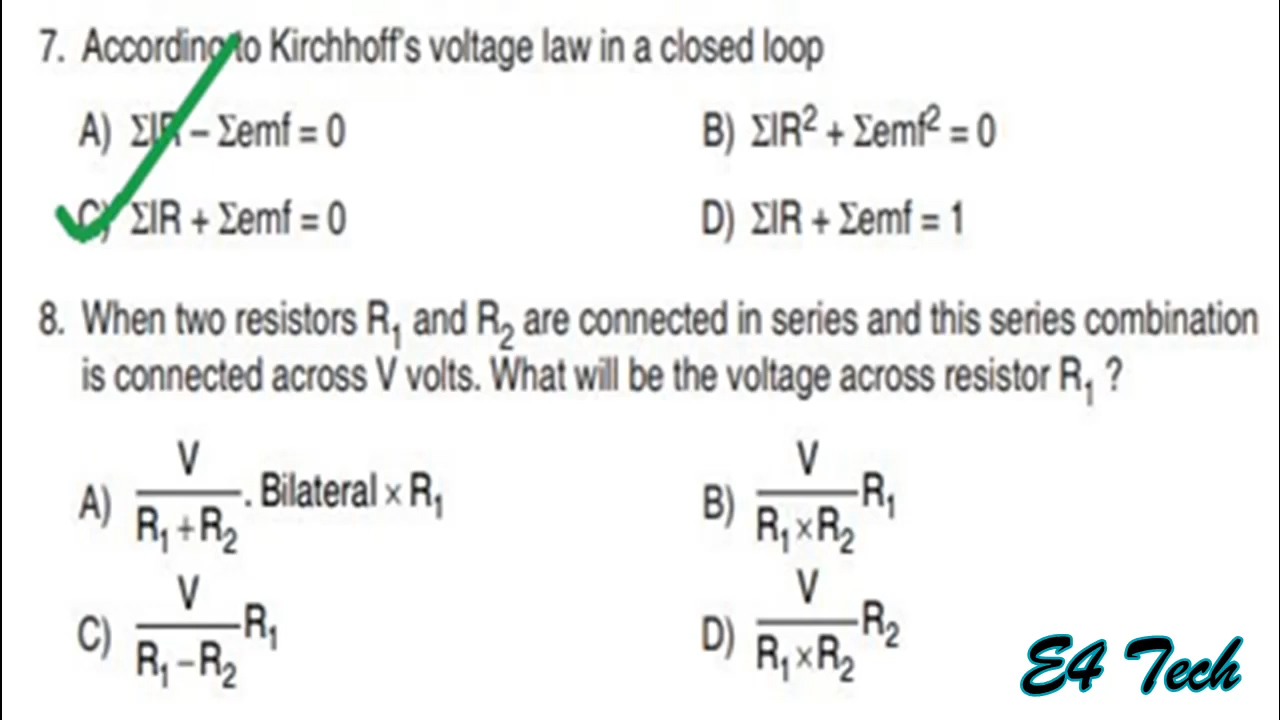 7. According to Kirchhoff's voltage law in a closed loop
A) ΣIR − Σemf = 0
B) ΣIR² + Σemf² = 0
C) ΣIR + Σemf = 0
D) ΣIR + Σemf = 1
8. When two resistors R₁ and R₂ are connected in series and this series combination
is connected across V volts. What will be the voltage across resistor R₁ ?
A) V/(R₁+R₂) . Bilateral × R₁
B) V/(R₁×R₂) R₁
C) V/(R₁−R₂) R₁
D) V/(R₁×R₂) R₂
E4 Tech